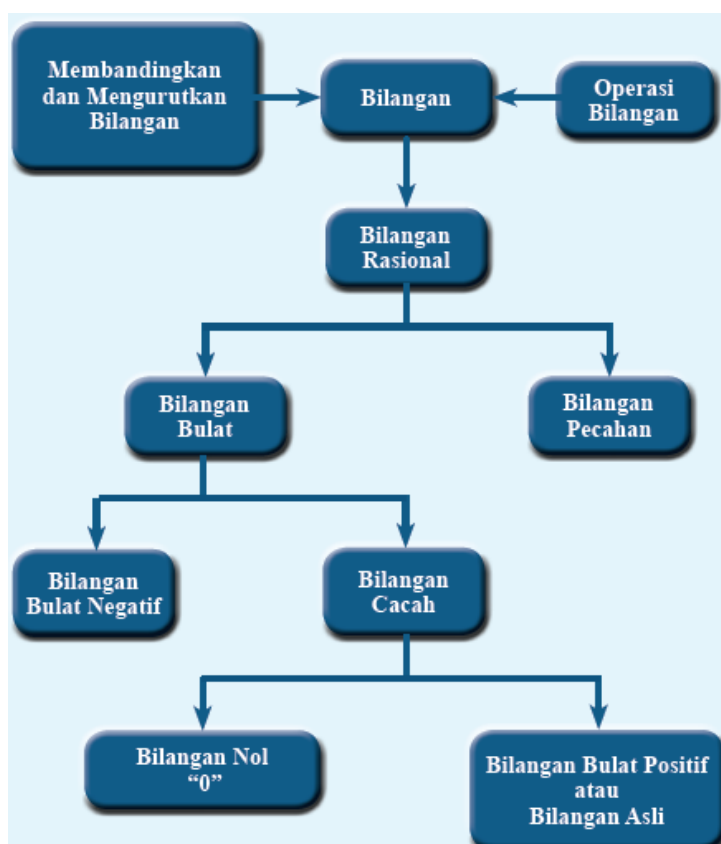 Membandingkan
dan Mengurutkan
Bilangan
Bilangan
Operasi
Bilangan
Bilangan
Rasional
Bilangan
Bulat
Bilangan
Pecahan
Bilangan
Bulat Negatif
Bilangan
Cacah
Bilangan Nol
“0”
Bilangan Bulat Positif
atau
Bilangan Asli